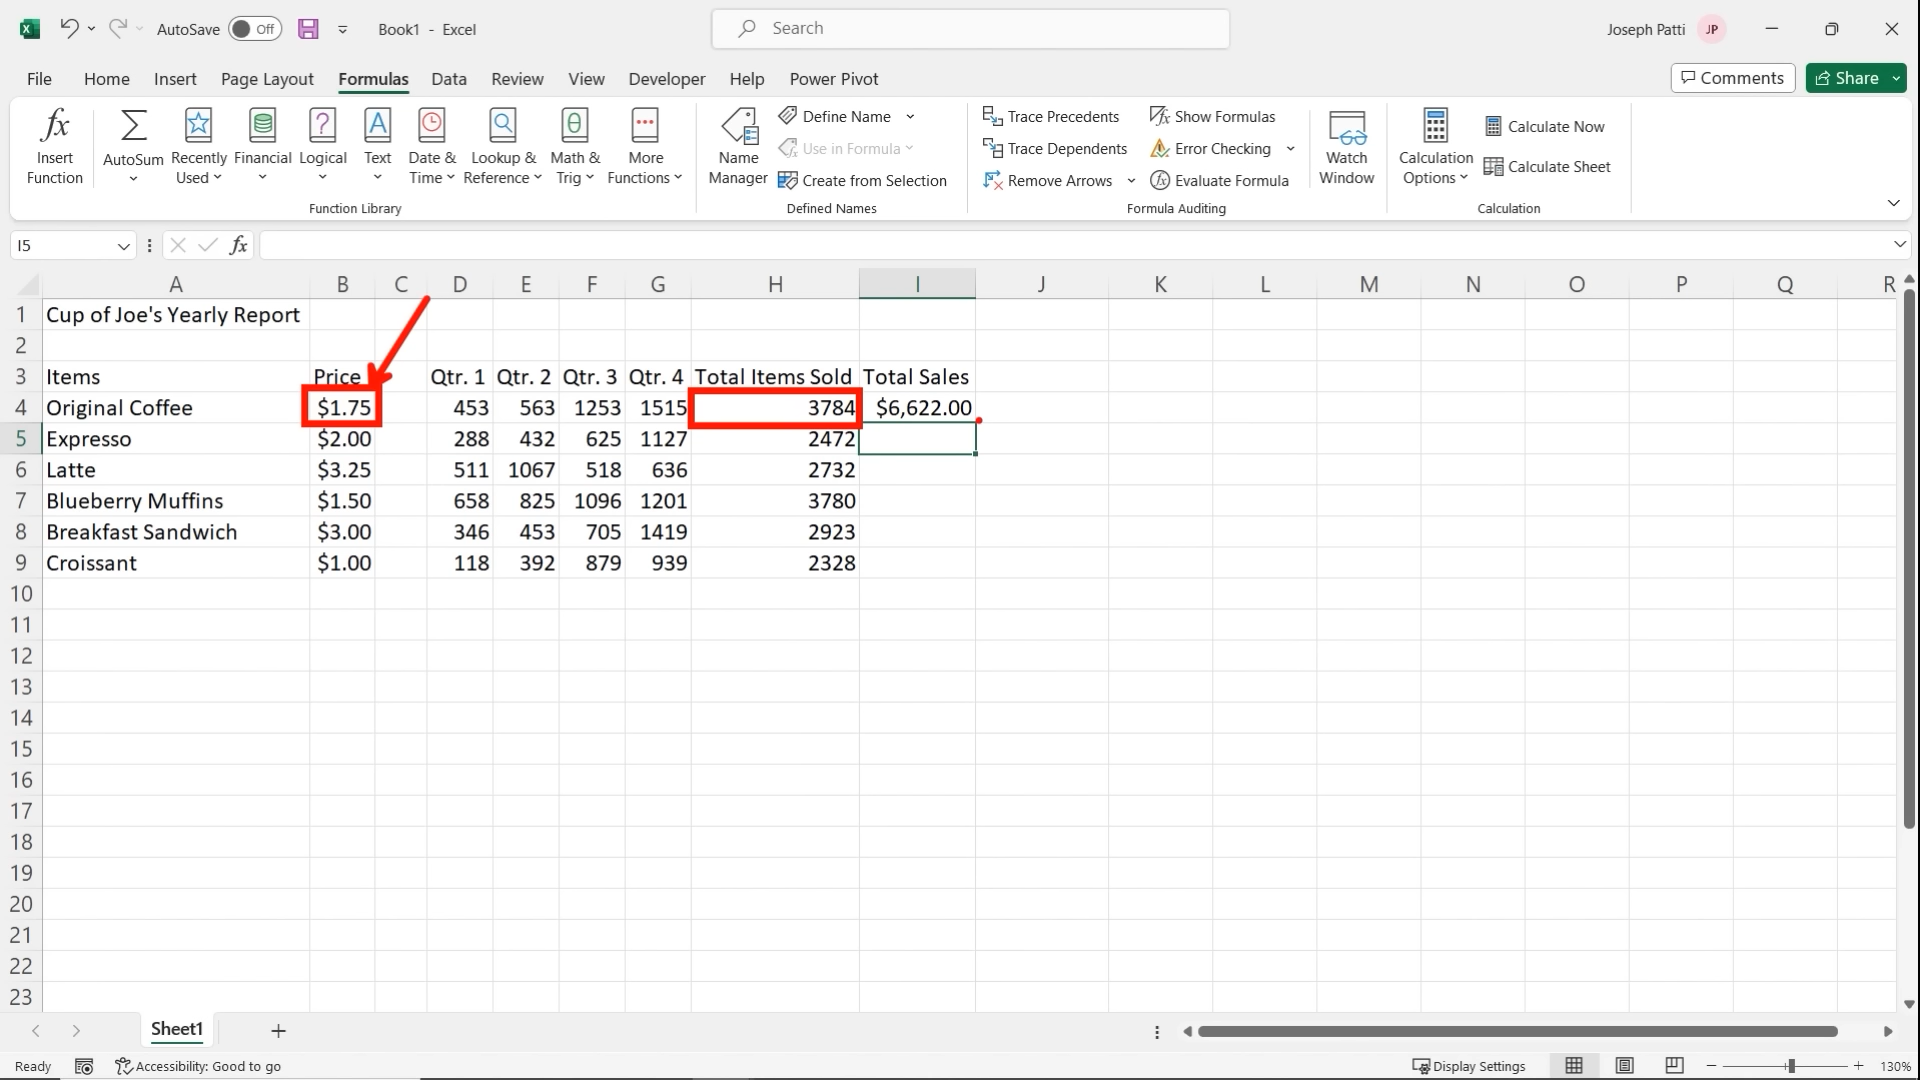 AutoSave Off Book1 - Excel Search Joseph Patti JP
File Home Insert Page Layout Formulas Data Review View Developer Help Power Pivot Comments Share
Insert Function
AutoSum
Recently Used
Financial
Logical
Text
Date & Time
Lookup & Reference
Math & Trig
More Functions
Function Library
Name Manager
Define Name
Use in Formula
Create from Selection
Defined Names
Trace Precedents
Trace Dependents
Remove Arrows
Show Formulas
Error Checking
Evaluate Formula
Formula Auditing
Watch Window
Calculation Options
Calculate Now
Calculate Sheet
Calculation
I5 fx
A B C D E F G H I J K L M N O P Q R
1 Cup of Joe's Yearly Report
2
3 Items Price Qtr. 1 Qtr. 2 Qtr. 3 Qtr. 4 Total Items Sold Total Sales
4 Original Coffee $1.75 453 563 1253 1515 3784 $6,622.00
5 Expresso $2.00 288 432 625 1127 2472
6 Latte $3.25 511 1067 518 636 2732
7 Blueberry Muffins $1.50 658 825 1096 1201 3780
8 Breakfast Sandwich $3.00 346 453 705 1419 2923
9 Croissant $1.00 118 392 879 939 2328
10
11
12
13
14
15
16
17
18
19
20
21
22
23
Sheet1
Ready Accessibility: Good to go Display Settings 130%